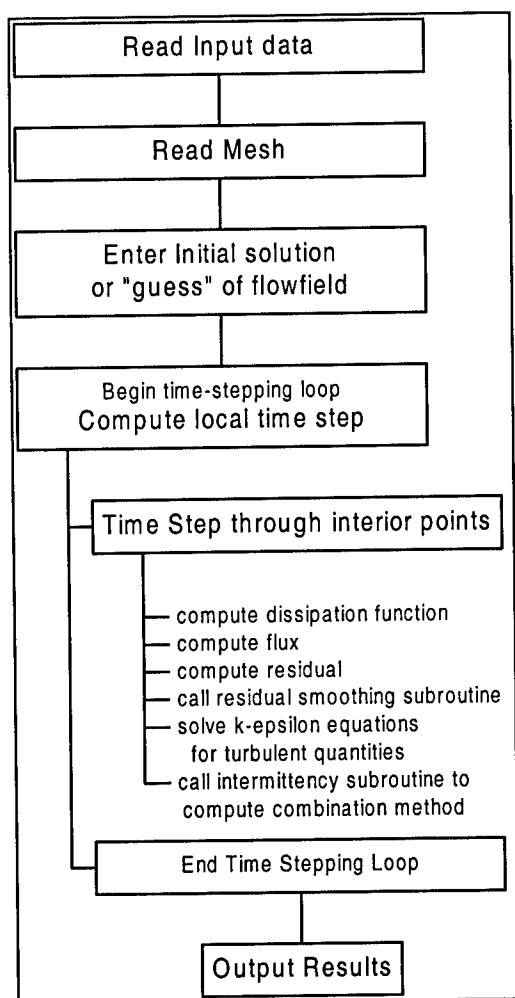 Read Input data
Read Mesh
Enter Initial solution
or "guess" of flowfield
Begin time-stepping loop
Compute local time step
Time Step through interior points
compute dissipation function
compute flux
compute residual
call residual smoothing subroutine
solve k-epsilon equations
for turbulent quantities
call intermittency subroutine to
compute combination method
End Time Stepping Loop
Output Results